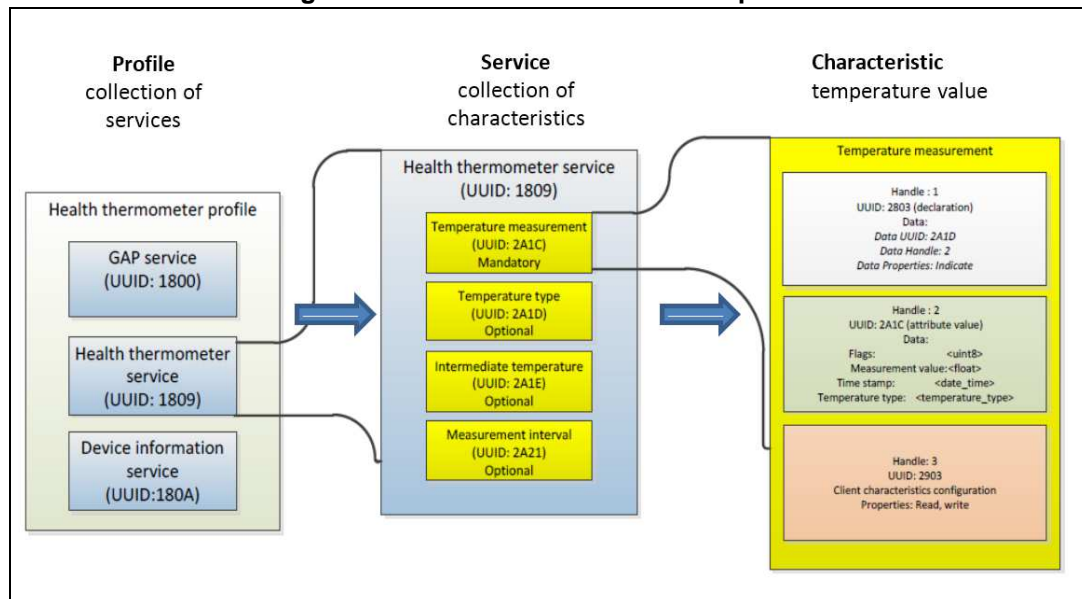 Profile
collection of
services
Service
collection of
characteristics
Characteristic
temperature value
Health thermometer profile
GAP service
(UUID: 1800)
Health thermometer
service
(UUID: 1809)
Device information
service
(UUID:180A)
Health thermometer service
(UUID: 1809)
Temperature measurement
(UUID: 2A1C)
Mandatory
Temperature type
(UUID: 2A1D)
Optional
Intermediate temperature
(UUID: 2A1E)
Optional
Measurement interval
(UUID: 2A21)
Optional
Temperature measurement
Handle : 1
UUID: 2803 (declaration)
Data:
Data UUID: 2A1D
Data Handle: 2
Data Properties: Indicate
Handle : 2
UUID: 2A1C (attribute value)
Data:
Flags: <uint8>
Measurement value:<float>
Time stamp: <date_time>
Temperature type: <temperature_type>
Handle: 3
UUID: 2903
Client characteristics configuration
Properties: Read, write